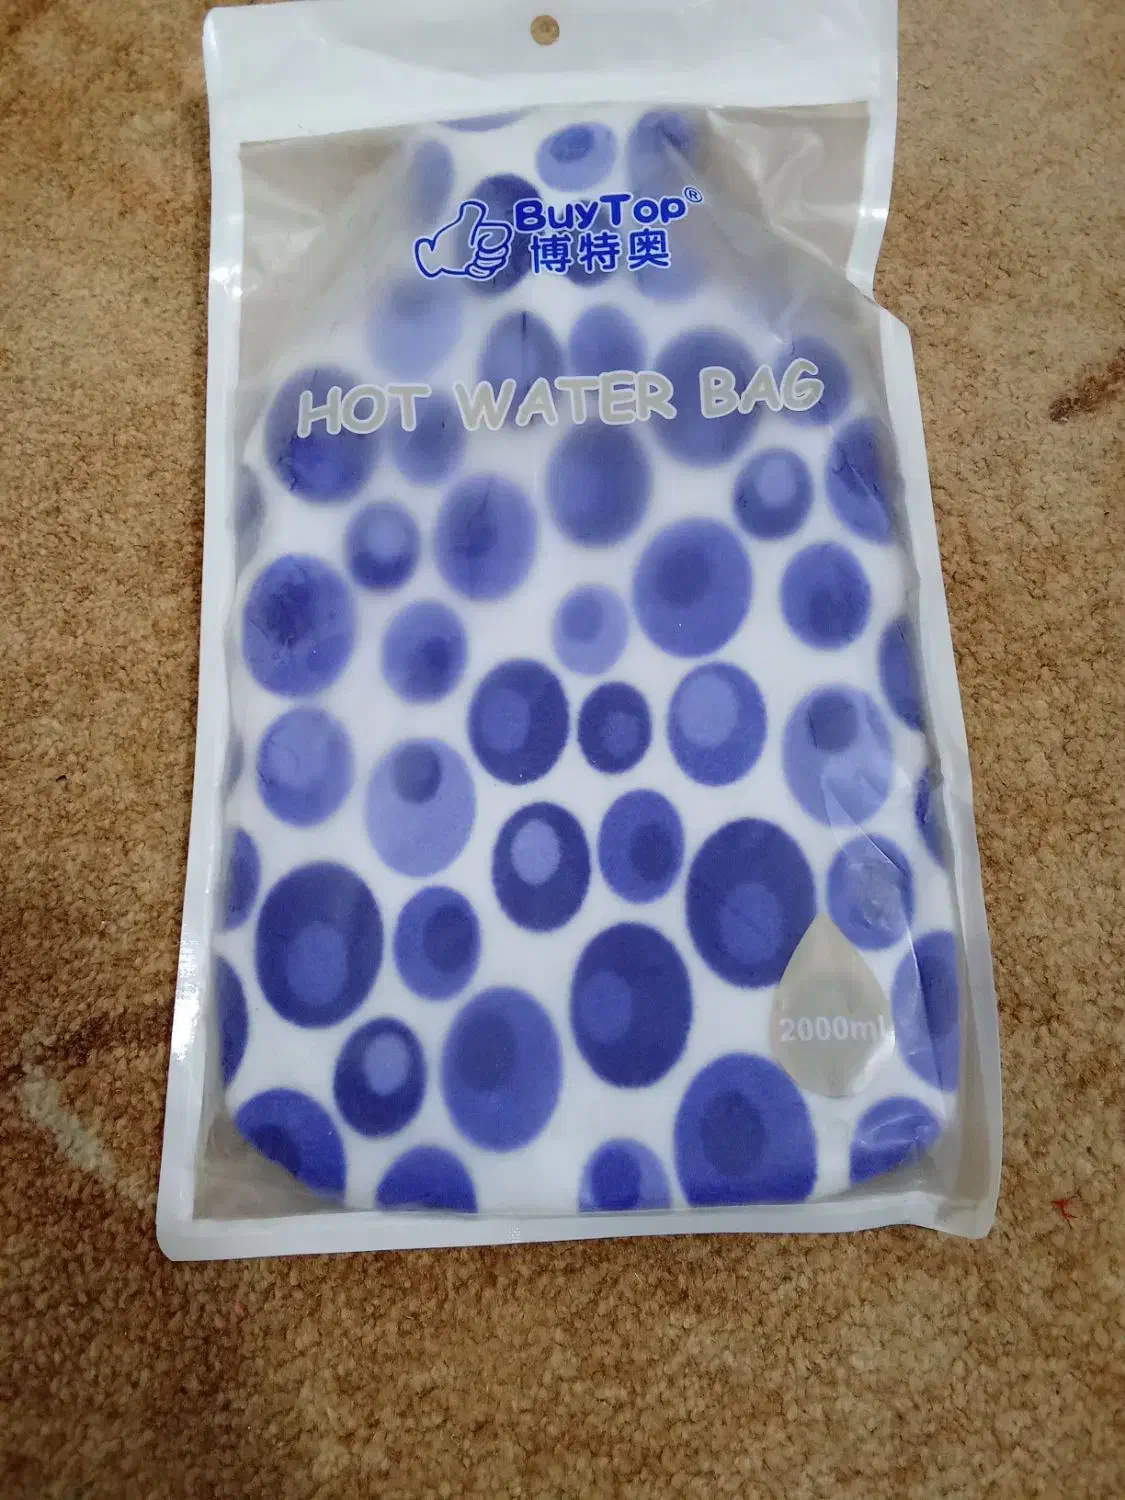 BuyTop®
博特奥
HOT WATER BAG
2000ml